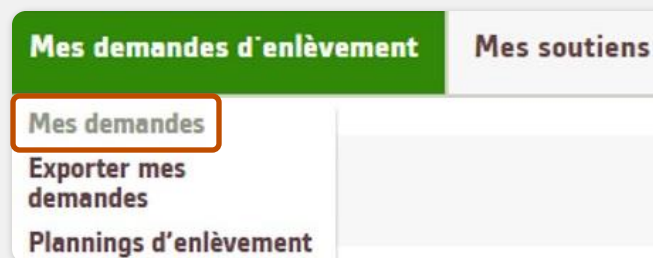 Mes demandes d'enlèvement Mes soutiens
Mes demandes
Exporter mes
demandes
Plannings d'enlèvement